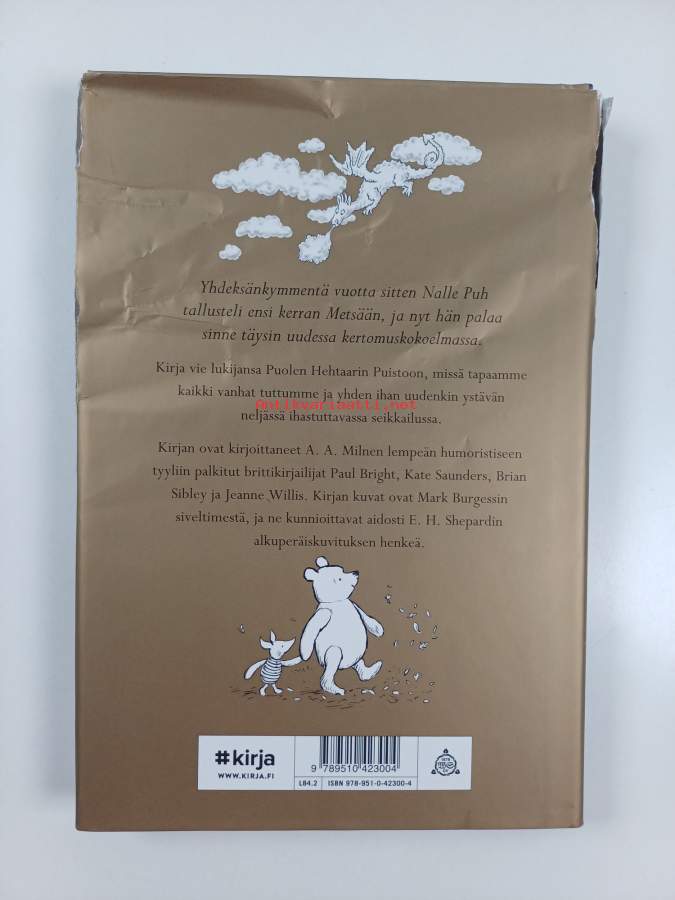 Yhdeksänkymmentä vuotta sitten Nalle Puh
tallusteli ensi kerran Metsään, ja nyt hän palaa
sinne täysin uudessa kertomuskokoelmassa.
Kirja vie lukijansa Puolen Hehtaarin Puistoon, missä tapaamme
kaikki vanhat tuttumme ja yhden ihan uudenkin ystävän
Antikvariaatti.net
neljässä ihastuttavassa seikkailussa.
Kirjan ovat kirjoittaneet A. A. Milnen lempeän humoristiseen
tyyliin palkitut brittikirjailijat Paul Bright, Kate Saunders, Brian
Sibley ja Jeanne Willis. Kirjan kuvat ovat Mark Burgessin
siveltimestä, ja ne kunnioittavat aidosti E. H. Shepardin
alkuperäiskuvituksen henkeä.
#kirja
WWW.KIRJA.FI
9 789510 423004
L84.2 ISBN 978-951-0-42300-4